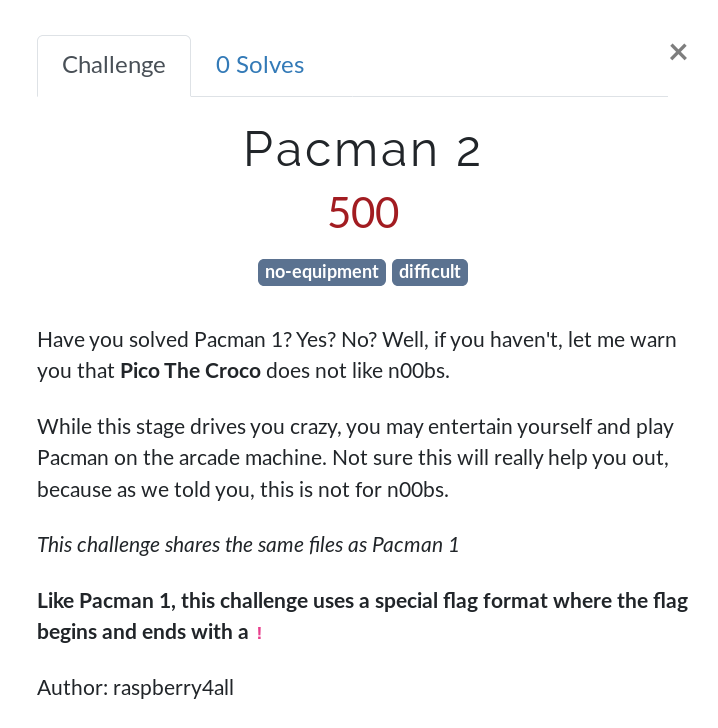 Challenge
0 Solves
×
Pacman 2
500
no-equipment difficult
Have you solved Pacman 1? Yes? No? Well, if you haven't, let me warn
you that Pico The Croco does not like n00bs.
While this stage drives you crazy, you may entertain yourself and play
Pacman on the arcade machine. Not sure this will really help you out,
because as we told you, this is not for n00bs.
This challenge shares the same files as Pacman 1
Like Pacman 1, this challenge uses a special flag format where the flag
begins and ends with a !
Author: raspberry4all